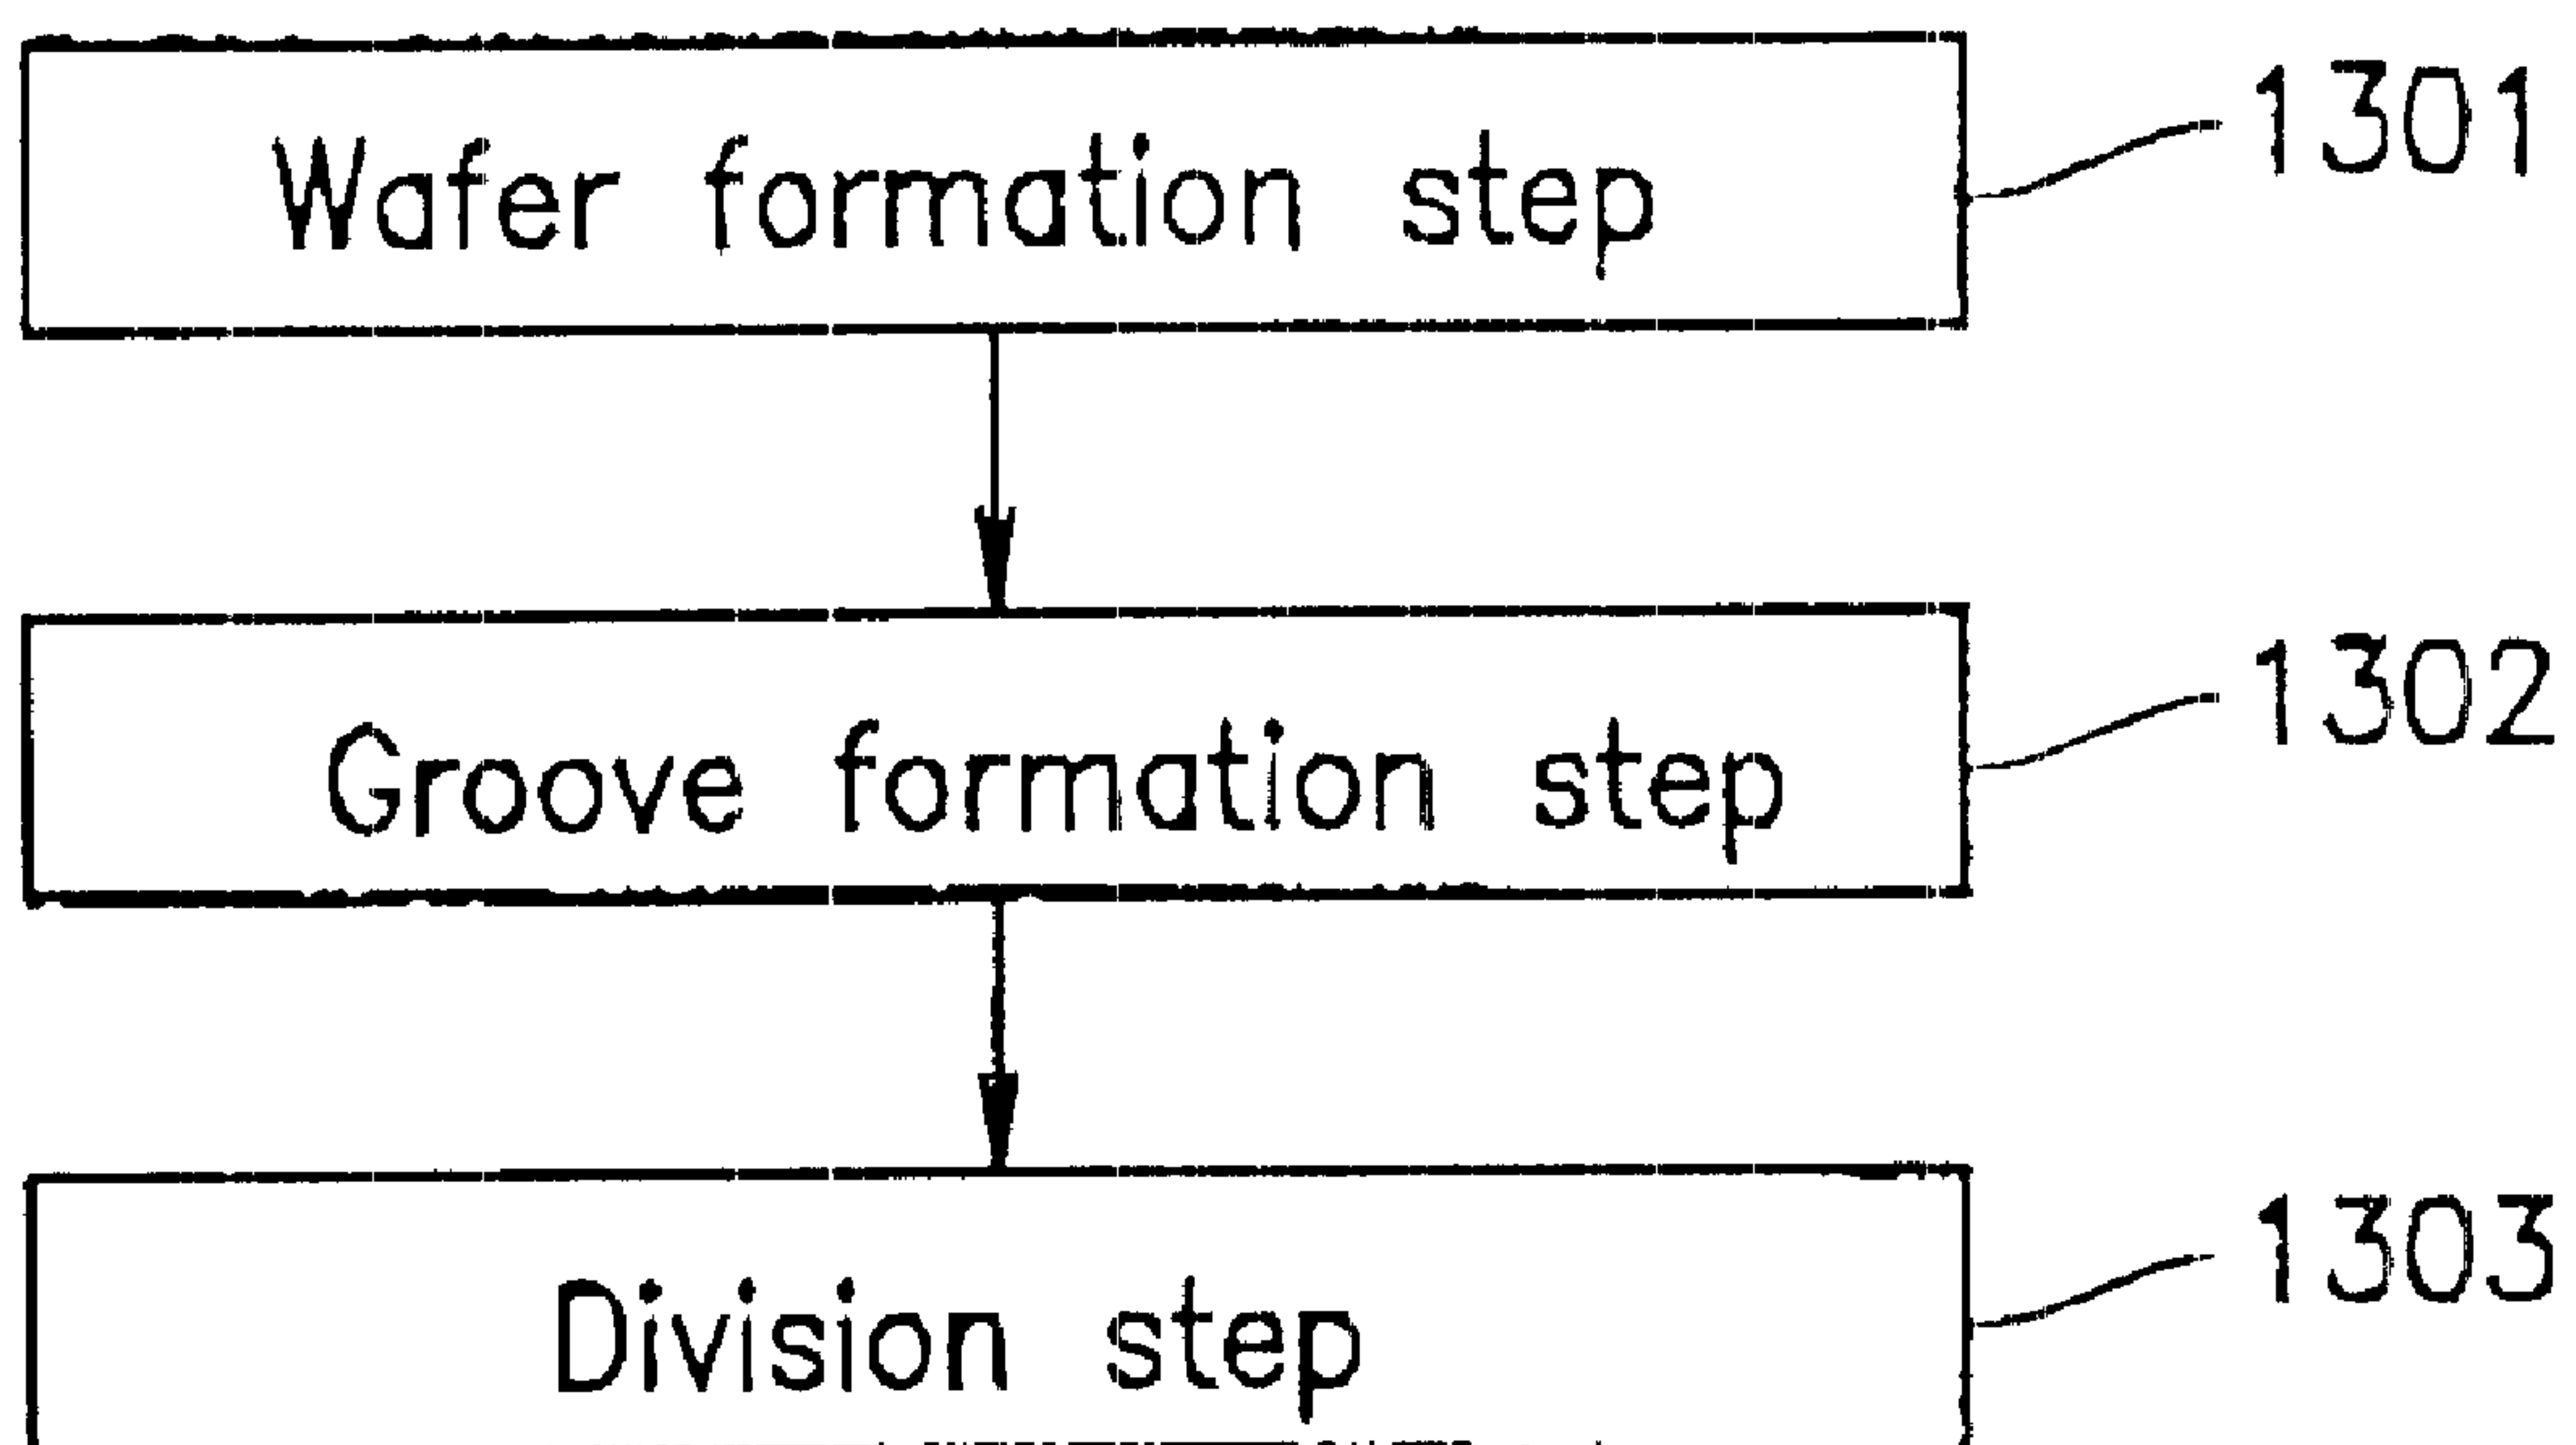 Wafer formation step 1301
Groove formation step 1302
Division step 1303